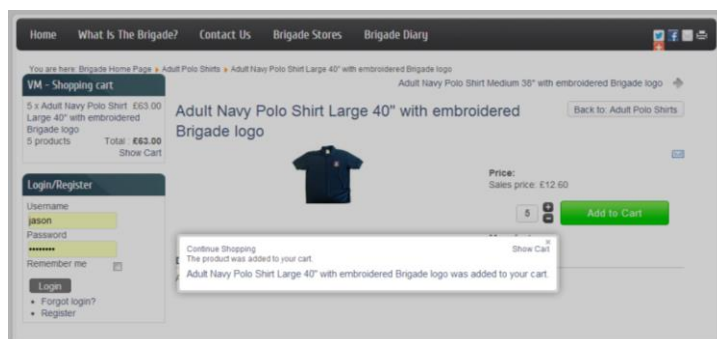 Home What Is The Brigade? Contact Us Brigade Stores Brigade Diary
You are here: Brigade Home Page Adult Polo Shirts Adult Navy Polo Shirt Large 40" with embroidered Brigade logo
VM - Shopping cart
Adult Navy Polo Shirt Medium 38" with embroidered Brigade logo
5 x Adult Navy Polo Shirt £63.00
Large 40" with embroidered
Brigade logo
5 products Total : £63.00
Show Cart
Adult Navy Polo Shirt Large 40" with embroidered
Brigade logo
Back to: Adult Polo Shirts
Price:
Sales price: £12.60
5
Add to Cart
Login/Register
Username
jason
Password
Remember me
Login
Forgot login?
Register
Continue Shopping
Show Cart
The product was added to your cart.
Adult Navy Polo Shirt Large 40" with embroidered Brigade logo was added to your cart.